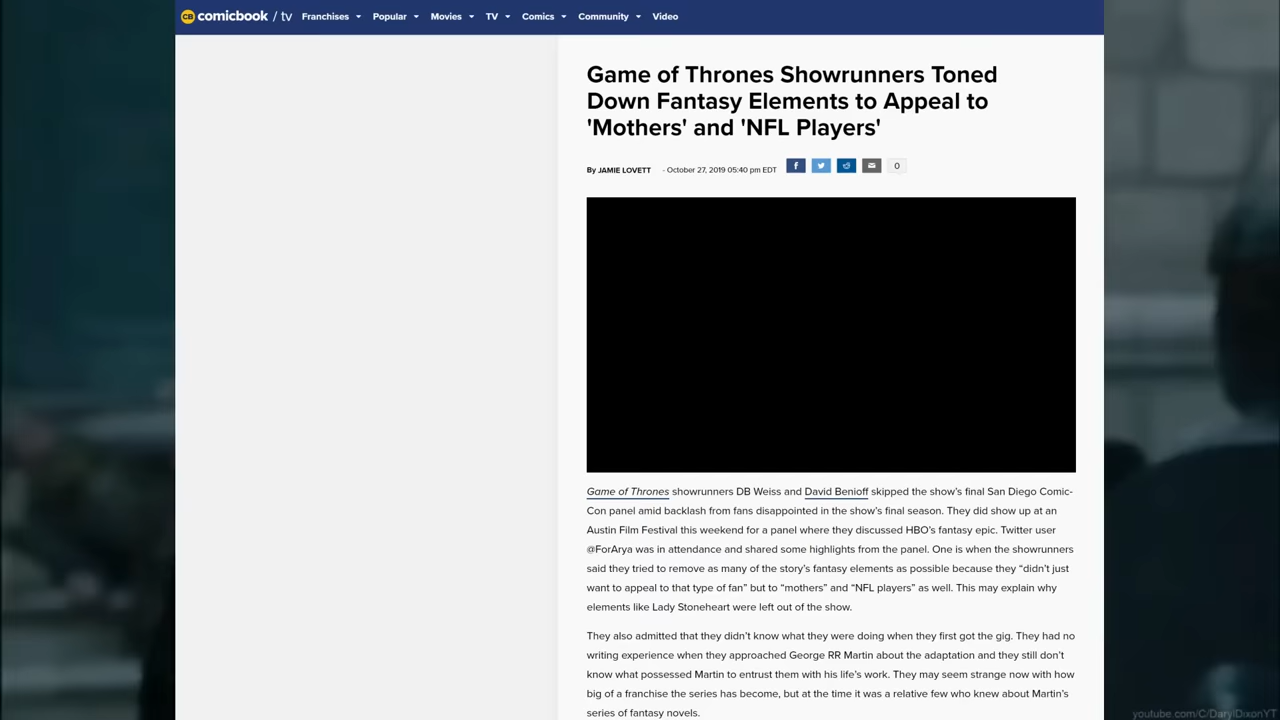 CB comicbook / tv Franchises Popular Movies TV Comics Community Video
Game of Thrones Showrunners Toned
Down Fantasy Elements to Appeal to
'Mothers' and 'NFL Players'
By JAMIE LOVETT - October 27, 2019 05:40 pm EDT f 0
Game of Thrones showrunners DB Weiss and David Benioff skipped the show's final San Diego Comic-
Con panel amid backlash from fans disappointed in the show's final season. They did show up at an
Austin Film Festival this weekend for a panel where they discussed HBO's fantasy epic. Twitter user
@ForArya was in attendance and shared some highlights from the panel. One is when the showrunners
said they tried to remove as many of the story's fantasy elements as possible because they “didn't just
want to appeal to that type of fan” but to “mothers” and “NFL players” as well. This may explain why
elements like Lady Stoneheart were left out of the show.
They also admitted that they didn't know what they were doing when they first got the gig. They had no
writing experience when they approached George RR Martin about the adaptation and they still don't
know what possessed Martin to entrust them with his life's work. They may seem strange now with how
big of a franchise the series has become, but at the time it was a relative few who knew about Martin's
series of fantasy novels.
youtube.com/C/DarylDixonYT